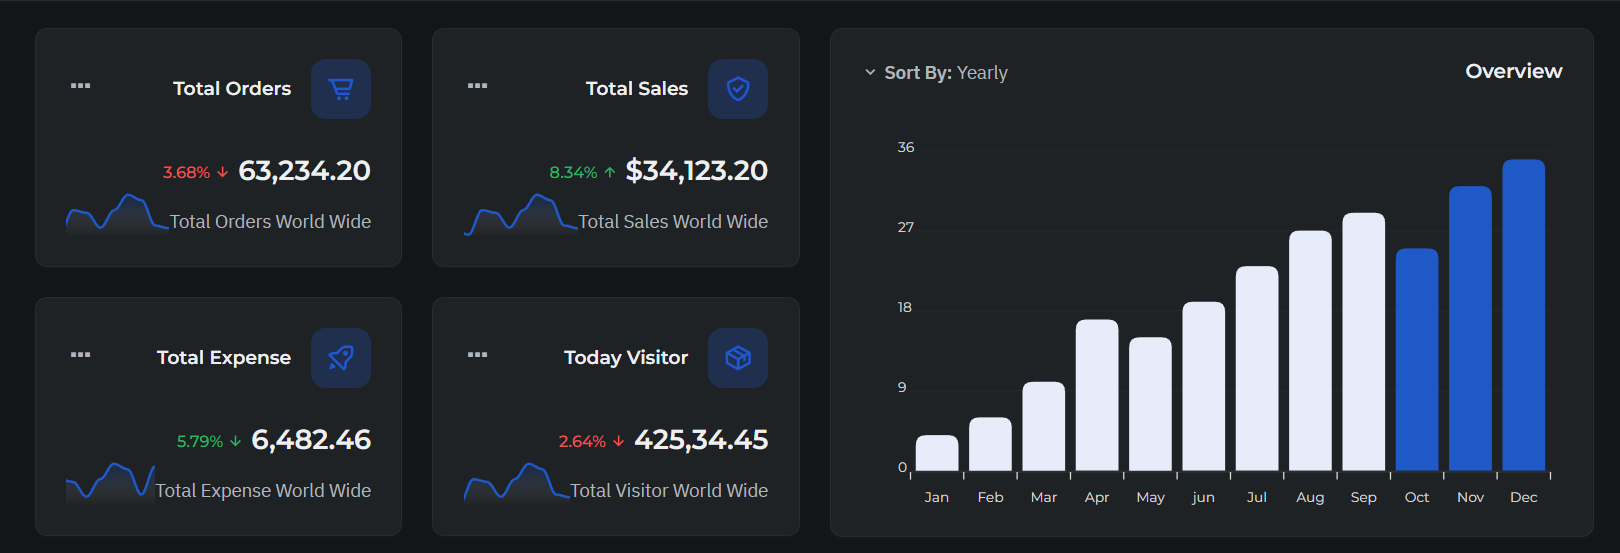 Total Orders
3.68% ↓ 63,234.20
Total Orders World Wide
Total Sales
8.34% ↑ $34,123.20
Total Sales World Wide
Total Expense
5.79% ↓ 6,482.46
Total Expense World Wide
Today Visitor
2.64% ↓ 425,34.45
Total Visitor World Wide
Sort By: Yearly
Overview
36
27
18
9
0
Jan Feb Mar Apr May jun Jul Aug Sep Oct Nov Dec